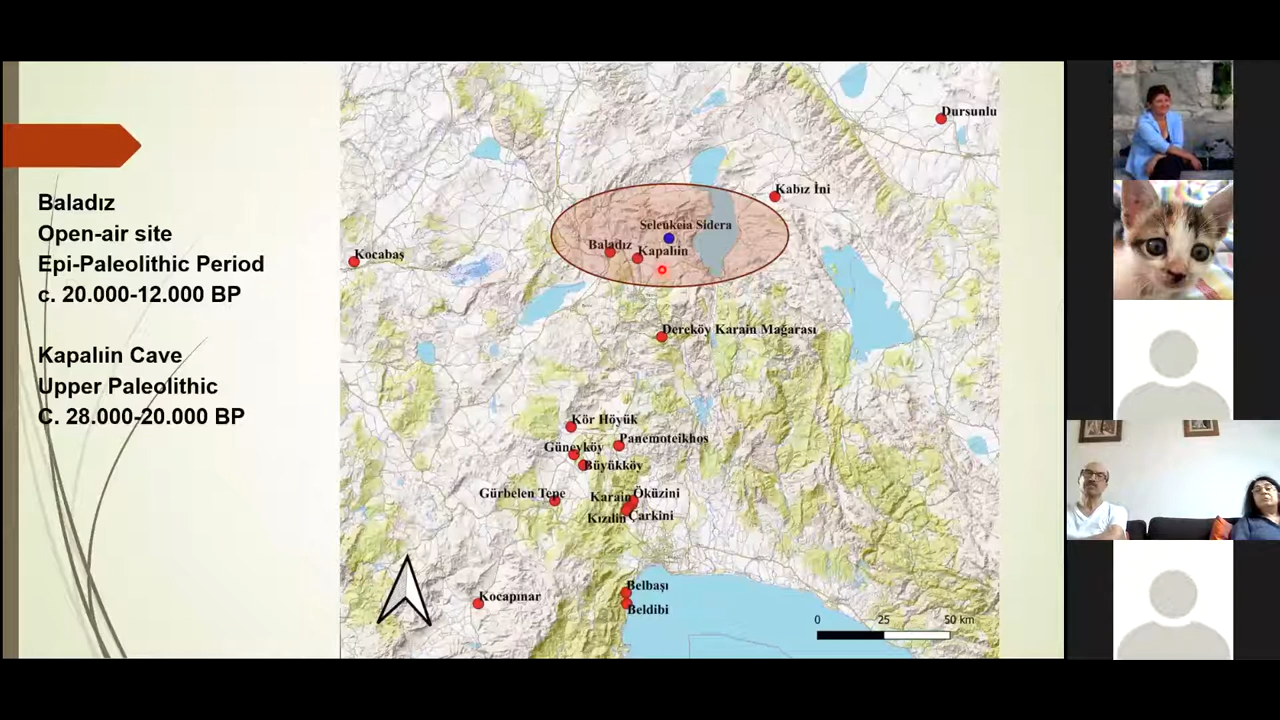 Baladız
Open-air site
Epi-Paleolithic Period
c. 20.000-12.000 BP
Kapalıin Cave
Upper Paleolithic
C. 28.000-20.000 BP
Dursunlu
Kabız İni
Seleukeia Sidera
Baladız
Kapalıin
Kocabaş
Dereköy Karain Mağarası
Kör Höyük
Panemoteikhos
Güneyköy
Büyükköy
Gürbelen Tepe
Karain
Öküzini
Kızılin
Çarkini
Belbaşı
Beldibi
Kocapınar
0 25 50 km